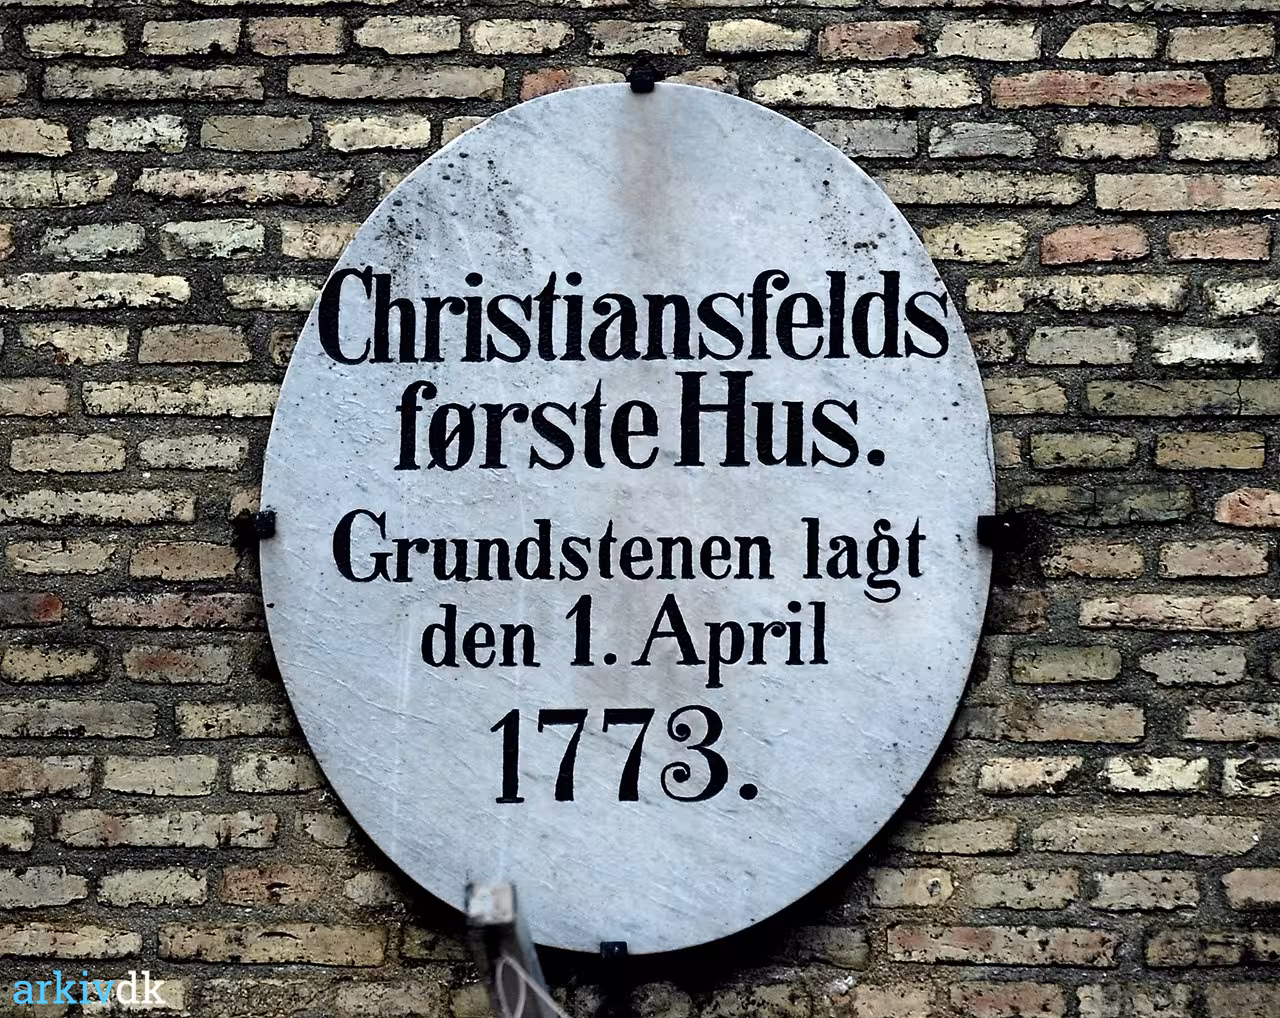 Christiansfelds
første Hus.
Grundstenen lagt
den 1. April
1773.
arkivdk